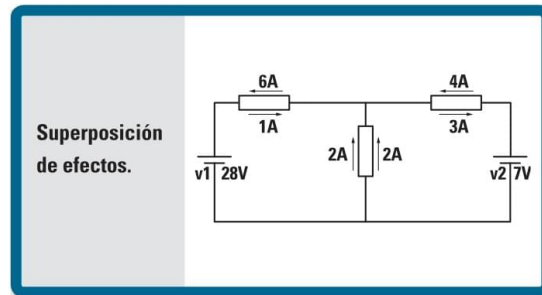 Superposición
de efectos.
6A
4A
1A
3A
2A 2A
v1 28V
v2 7V